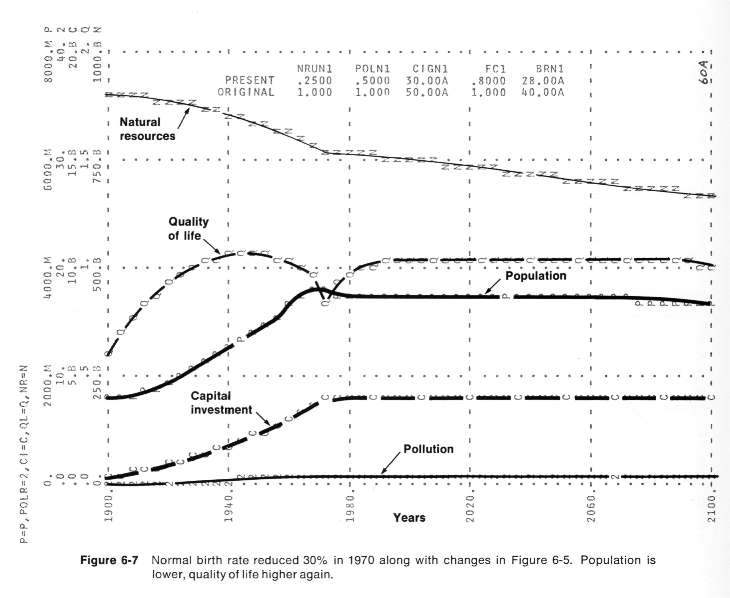 NRUN1 POLN1 CIGN1 FC1 BRN1
PRESENT .2500 .5000 30.00A .8000 28.00A
ORIGINAL 1.000 1.000 50.00A 1.000 40.00A
60A
8000.M P
40. 2
20.B C
2. Q
1000.B N
Natural
resources
6000.M
30.
15.B
1.5
750.B
Quality
of life
4000.M
20.
10.B
1.
500.B
Population
2000.M
10.
5.B
.5
250.B
Capital
investment
Pollution
0.
0.
0.
0.
0.
P=P,POLR=2,CI=C,QL=Q,NR=N
1900. 1940. 1980. 2020. 2060. 2100.
Years
Figure 6-7 Normal birth rate reduced 30% in 1970 along with changes in Figure 6-5. Population is
lower, quality of life higher again.